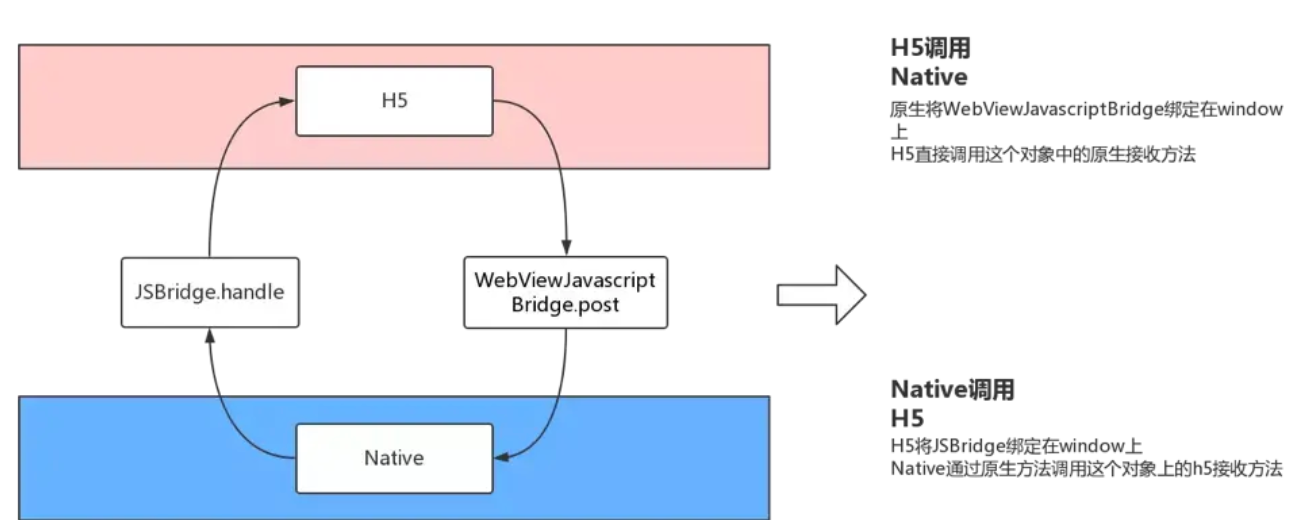 H5
JSBridge.handle
WebViewJavascript
Bridge.post
Native
H5调用
Native
原生将WebViewJavascriptBridge绑定在window
上
H5直接调用这个对象中的原生接收方法
Native调用
H5
H5将JSBridge绑定在window上
Native通过原生方法调用这个对象上的h5接收方法